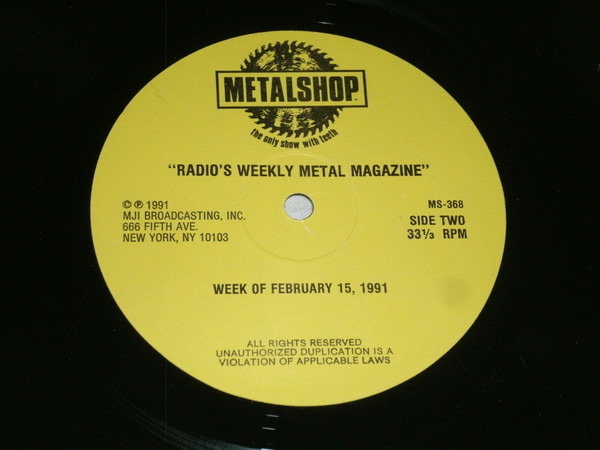 METALSHOP™
the only show with teeth
"RADIO'S WEEKLY METAL MAGAZINE"
© ℗ 1991
MJI BROADCASTING, INC.
666 FIFTH AVE.
NEW YORK, NY 10103
MS-368
SIDE TWO
33⅓ RPM
WEEK OF FEBRUARY 15, 1991
ALL RIGHTS RESERVED
UNAUTHORIZED DUPLICATION IS A
VIOLATION OF APPLICABLE LAWS